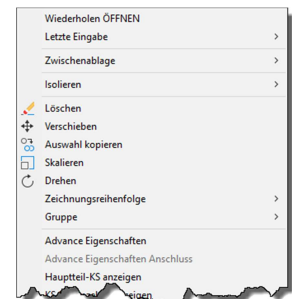 Wiederholen ÖFFNEN
Letzte Eingabe
Zwischenablage
Isolieren
Löschen
Verschieben
Auswahl kopieren
Skalieren
Drehen
Zeichnungsreihenfolge
Gruppe
Advance Eigenschaften
Advance Eigenschaften Anschluss
Hauptteil-KS anzeigen